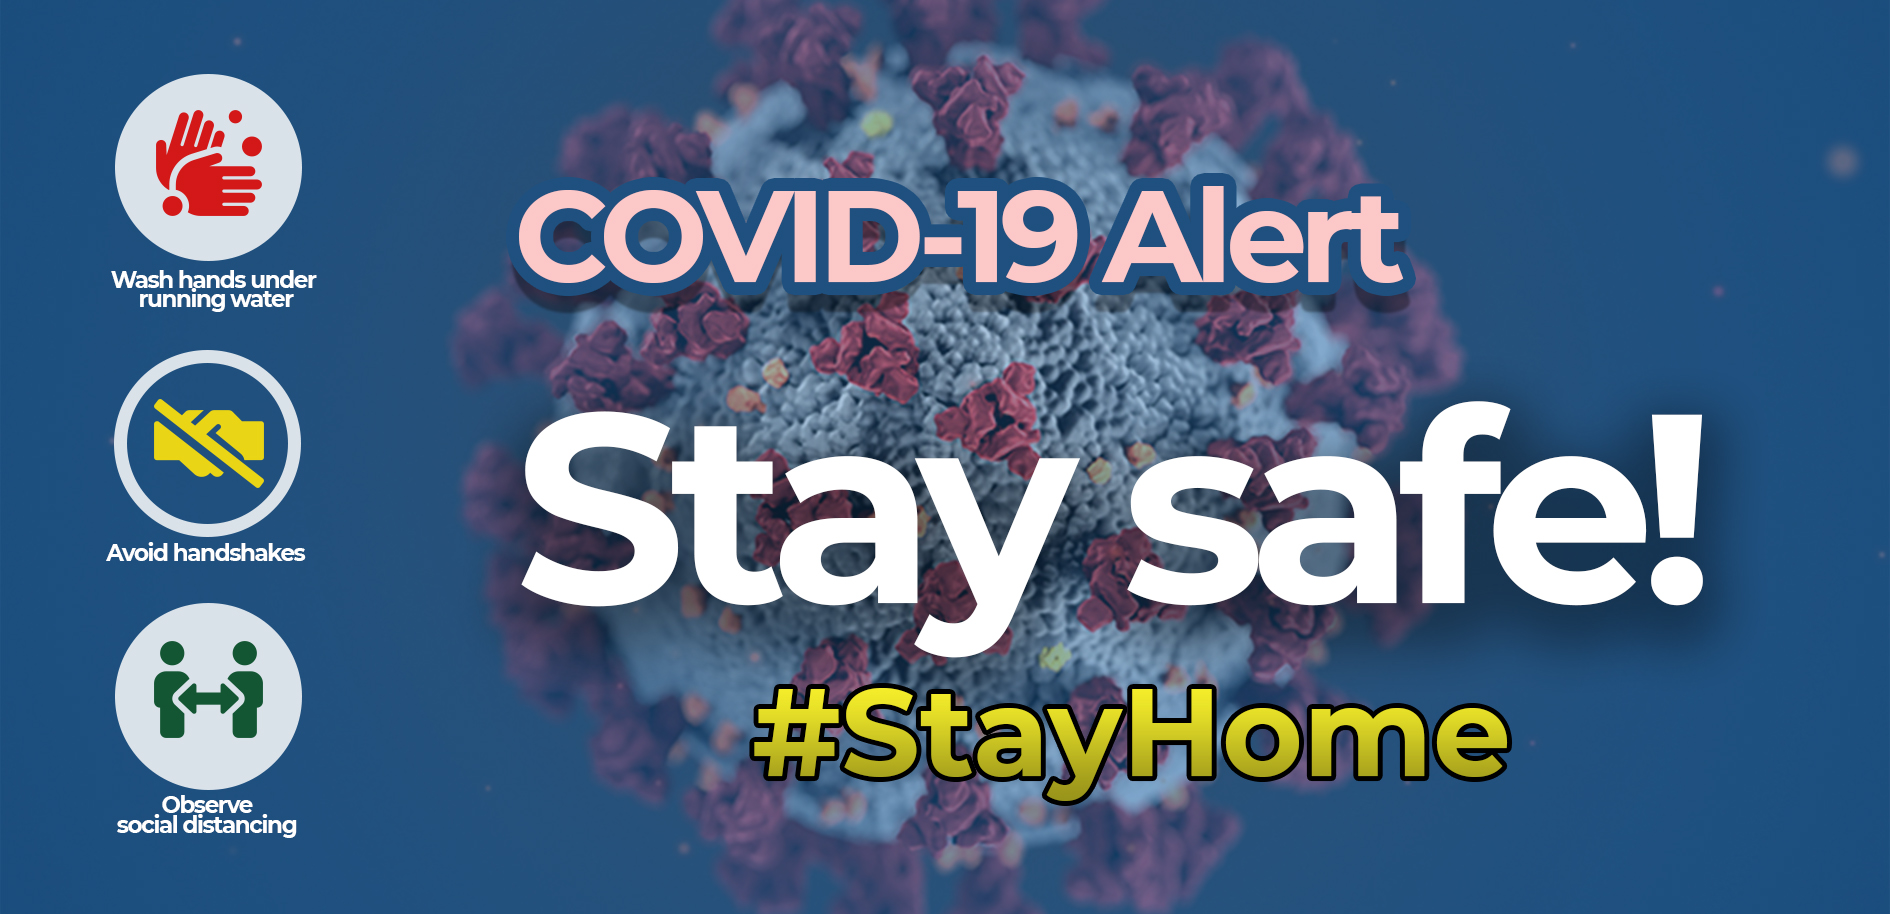 Wash hands under
running water
Avoid handshakes
Observe
social distancing
COVID-19 Alert
Stay safe!
#StayHome